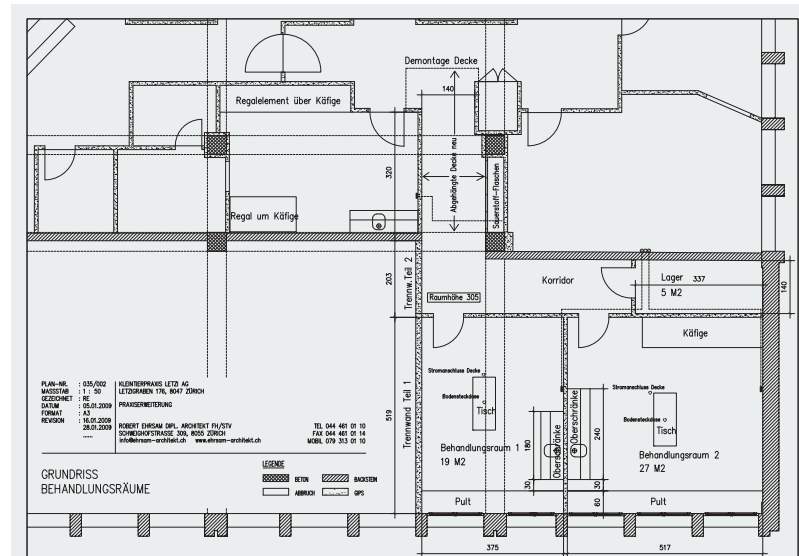 Demontage Decke
140
Regalelement über Käfige
320
Abgehängte Decke neu
Sauerstoff-Flaschen
Regal um Käfige
203
Trennw.Teil 2
Korridor
Lager
337
5 M2
140
Raumhöhe 305
Käfige
519
Trennwand Teil 1
Stromanschluss Decke
Bodensteckdose
Tisch
Behandlungsraum 1
19 M2
180
30
Oberschränke
Oberschränke
240
30
60
Stromanschluss Decke
Bodensteckdose
Tisch
Behandlungsraum 2
27 M2
Pult
Pult
375
517
PLAN-NR. : 035/002
MASSSTAB : 1 : 50
GEZEICHNET : RE
DATUM : 05.01.2009
FORMAT : A3
REVISION : 16.01.2009
28.01.2009
.....
KLEINTIERPRAXIS LETZI AG
LETZIGRABEN 176, 8047 ZÜRICH
PRAXISERWEITERUNG
ROBERT EHRSAM DIPL. ARCHITEKT FH/STV
SCHWEIGHOFSTRASSE 309, 8055 ZÜRICH
info@ehrsam-architekt.ch www.ehrsam-architekt.ch
TEL 044 461 01 10
FAX 044 461 01 14
MOBIL 079 313 01 10
GRUNDRISS
BEHANDLUNGSRÄUME
LEGENDE
BETON
BACKSTEIN
ABBRUCH
GIPS